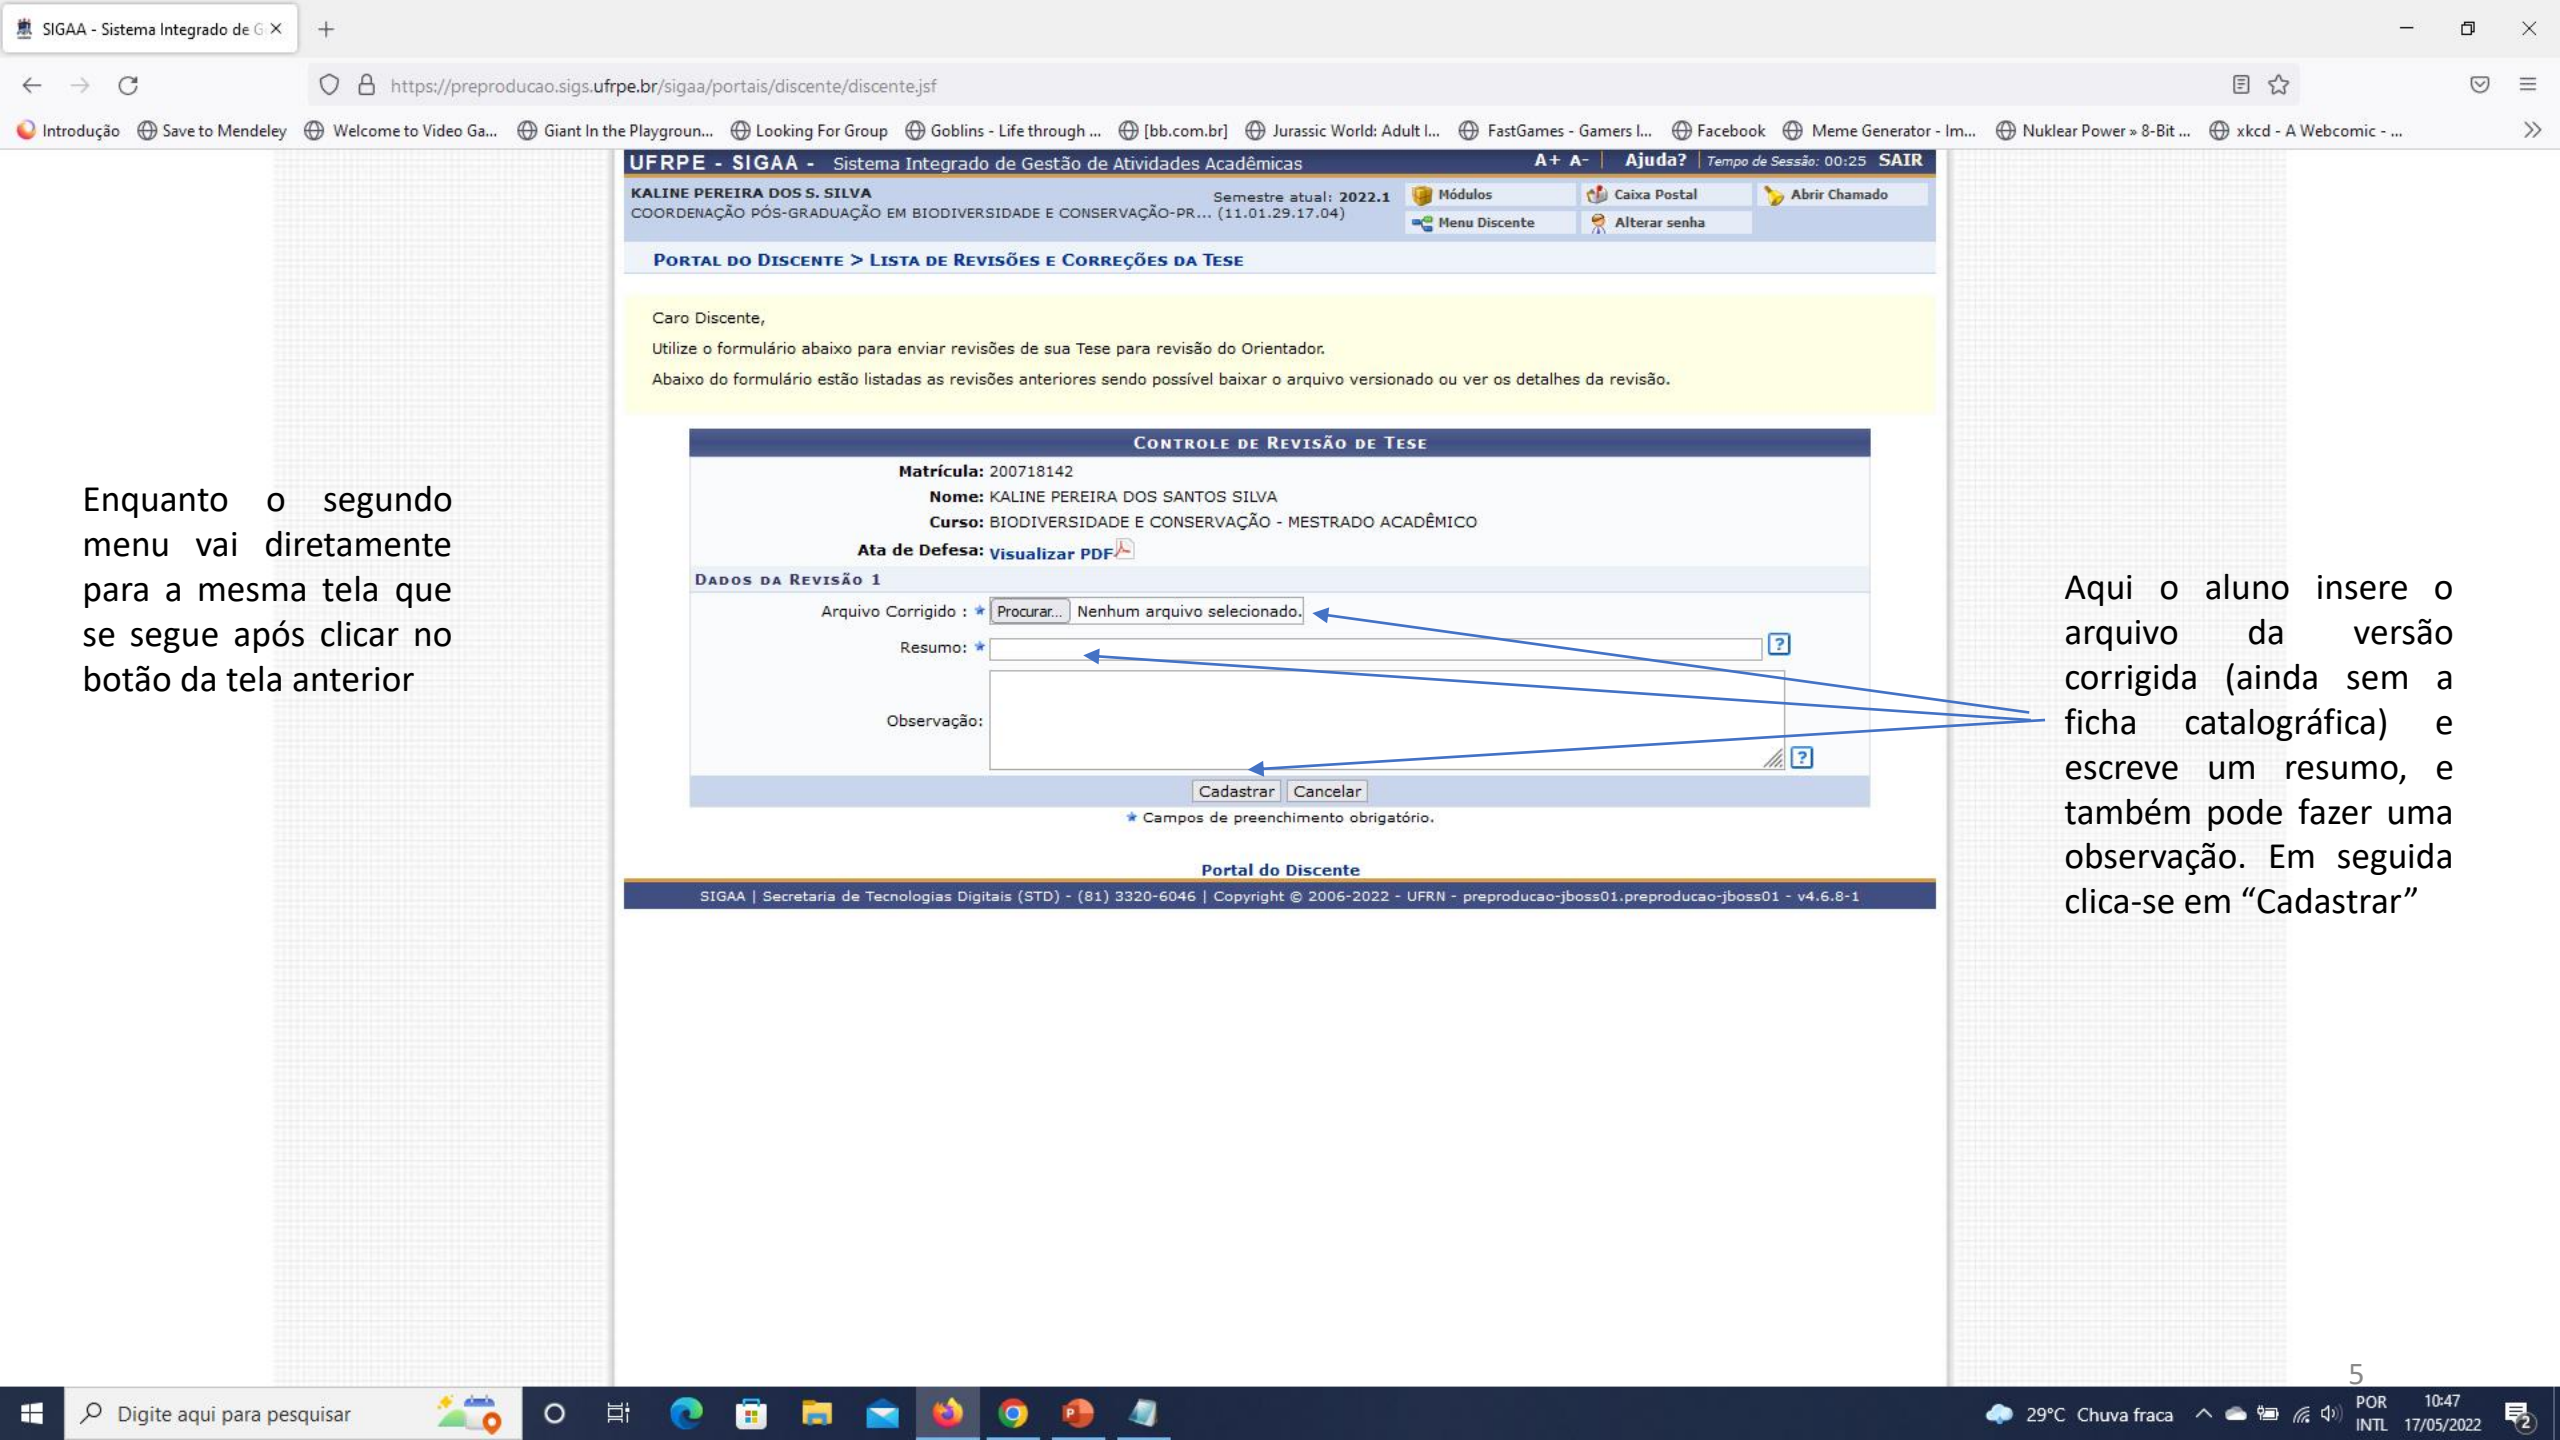 SIGAA - Sistema Integrado de G
https://preproducao.sigs.ufrpe.br/sigaa/portais/discente/discente.jsf
Introdução Save to Mendeley Welcome to Video Ga... Giant In the Playgroun... Looking For Group Goblins - Life through ... [bb.com.br] Jurassic World: Adult I... FastGames - Gamers I... Facebook Meme Generator - Im... Nuklear Power » 8-Bit ... xkcd - A Webcomic - ...
UFRPE - SIGAA - Sistema Integrado de Gestão de Atividades Acadêmicas A+ A- | Ajuda? | Tempo de Sessão: 00:25 SAIR
KALINE PEREIRA DOS S. SILVA Semestre atual: 2022.1 Módulos Caixa Postal Abrir Chamado
COORDENAÇÃO PÓS-GRADUAÇÃO EM BIODIVERSIDADE E CONSERVAÇÃO-PR... (11.01.29.17.04) Menu Discente Alterar senha
PORTAL DO DISCENTE > LISTA DE REVISÕES E CORREÇÕES DA TESE
Caro Discente,
Utilize o formulário abaixo para enviar revisões de sua Tese para revisão do Orientador.
Abaixo do formulário estão listadas as revisões anteriores sendo possível baixar o arquivo versionado ou ver os detalhes da revisão.
CONTROLE DE REVISÃO DE TESE
Matrícula: 200718142
Nome: KALINE PEREIRA DOS SANTOS SILVA
Curso: BIODIVERSIDADE E CONSERVAÇÃO - MESTRADO ACADÊMICO
Ata de Defesa: Visualizar PDF
DADOS DA REVISÃO 1
Arquivo Corrigido : Procurar... Nenhum arquivo selecionado.
Resumo: ?
Observação: ?
Cadastrar Cancelar
Campos de preenchimento obrigatório.
Portal do Discente
SIGAA | Secretaria de Tecnologias Digitais (STD) - (81) 3320-6046 | Copyright © 2006-2022 - UFRN - preproducao-jboss01.preproducao-jboss01 - v4.6.8-1
Enquanto o segundo
menu vai diretamente
para a mesma tela que
se segue após clicar no
botão da tela anterior
Aqui o aluno insere o
arquivo da versão
corrigida (ainda sem a
ficha catalográfica) e
escreve um resumo, e
também pode fazer uma
observação. Em seguida
clica-se em “Cadastrar”
5
Digite aqui para pesquisar
29°C Chuva fraca
POR
INTL
10:47
17/05/2022
2